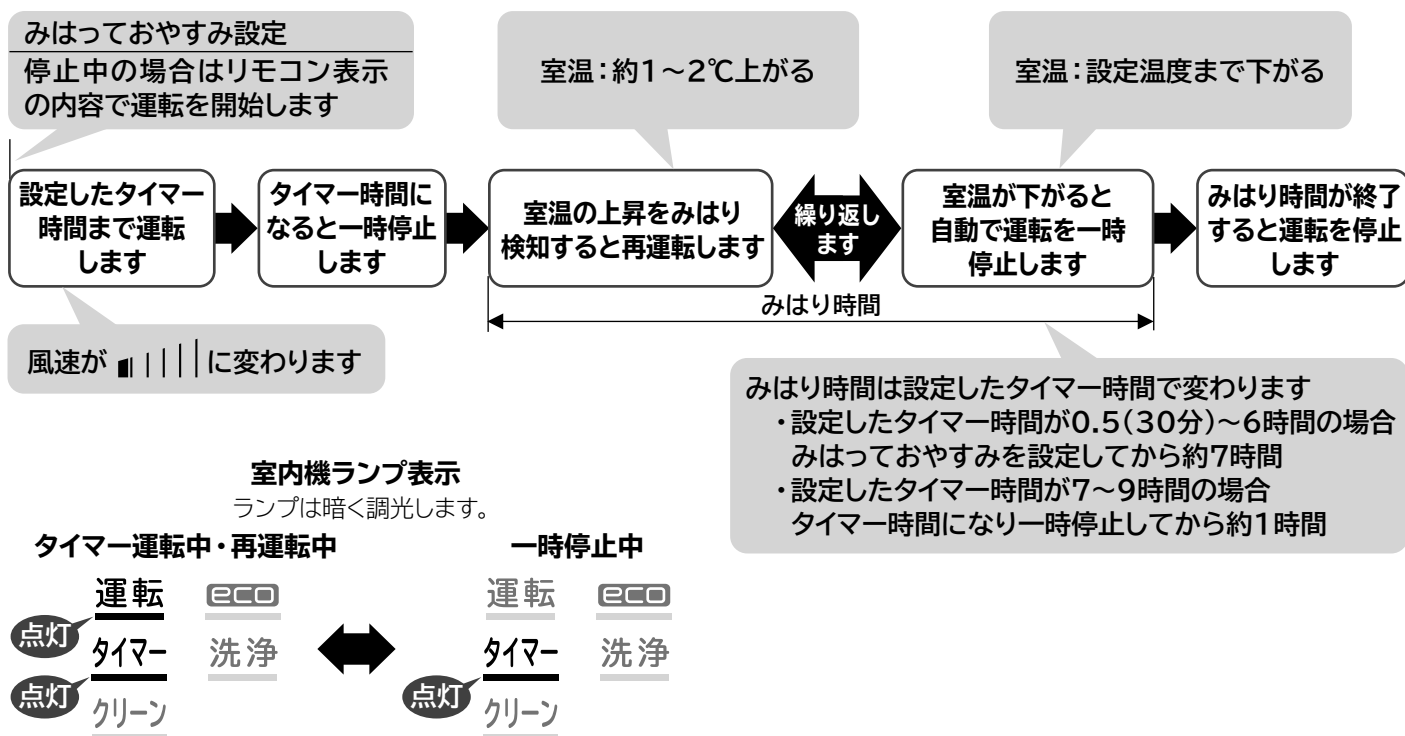 みはっておやすみ設定
停止中の場合はリモコン表示
の内容で運転を開始します
室温：約1～2℃上がる
室温：設定温度まで下がる
設定したタイマー
時間まで運転
します
タイマー時間に
なると一時停止
します
室温の上昇をみはり
検知すると再運転します
繰り返し
ます
室温が下がると
自動で運転を一時
停止します
みはり時間が終了
すると運転を停止
します
みはり時間
風速が に変わります
みはり時間は設定したタイマー時間で変わります
・設定したタイマー時間が0.5（30分）～6時間の場合
みはっておやすみを設定してから約7時間
・設定したタイマー時間が7～9時間の場合
タイマー時間になり一時停止してから約1時間
室内機ランプ表示
ランプは暗く調光します。
タイマー運転中・再運転中
運転 eco
点灯
タイマー 洗浄
点灯
クリーン
一時停止中
運転 eco
タイマー 洗浄
点灯
クリーン